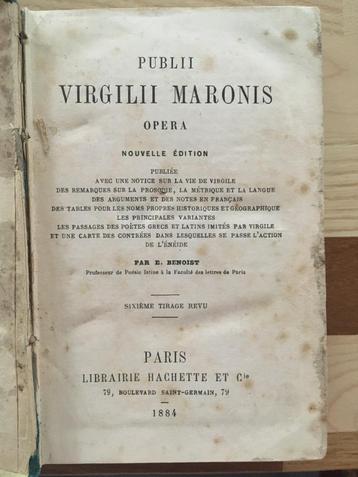 PUBLII
VIRGILII MARONIS
OPERA
NOUVELLE ÉDITION
PUBLIÉE
AVEC UNE NOTICE SUR LA VIE DE VIRGILE
DES REMARQUES SUR LA PROSODIE, LA MÉTRIQUE ET LA LANGUE
DES ARGUMENTS ET DES NOTES EN FRANÇAIS
DES TABLES POUR LES NOMS PROPRES HISTORIQUES ET GÉOGRAPHIQUE
LES PRINCIPALES VARIANTES
LES PASSAGES DES POËTES GRECS ET LATINS IMITÉS PAR VIRGILE
ET UNE CARTE DES CONTRÉES DANS LESQUELLES SE PASSE L'ACTION
DE L'ÉNÉIDE
PAR E. BENOIST
Professeur de Poésie latine à la Faculté des lettres de Paris
SIXIÈME TIRAGE REVU
PARIS
LIBRAIRIE HACHETTE ET Cie
79, BOULEVARD SAINT-GERMAIN, 79
1884